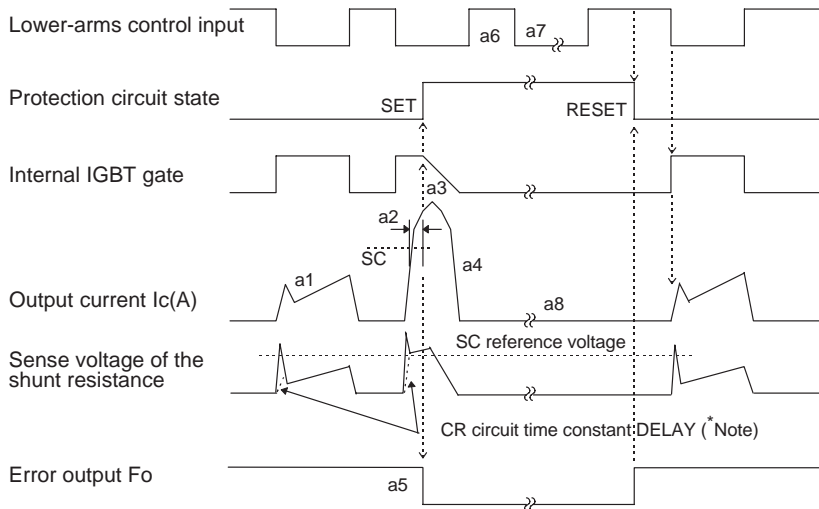 Lower-arms control input
a6
a7
Protection circuit state
SET
RESET
Internal IGBT gate
a3
a2
SC
a4
a1
Output current Ic(A)
a8
SC reference voltage
Sense voltage of the
shunt resistance
CR circuit time constant DELAY (*Note)
Error output Fo
a5